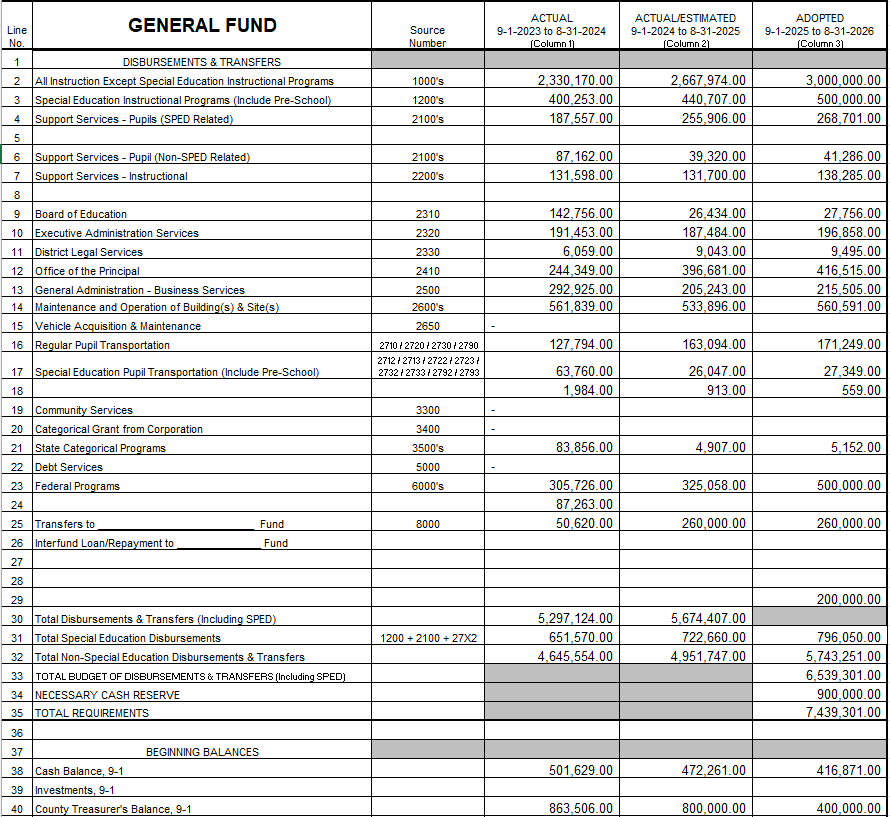 Line No. GENERAL FUND Source Number ACTUAL 9-1-2023 to 8-31-2024 (Column 1) ACTUAL/ESTIMATED 9-1-2024 to 8-31-2025 (Column 2) ADOPTED 9-1-2025 to 8-31-2026 (Column 3)
1 DISBURSEMENTS & TRANSFERS
2 All Instruction Except Special Education Instructional Programs 1000's 2,330,170.00 2,667,974.00 3,000,000.00
3 Special Education Instructional Programs (Include Pre-School) 1200's 400,253.00 440,707.00 500,000.00
4 Support Services - Pupils (SPED Related) 2100's 187,557.00 255,906.00 268,701.00
5
6 Support Services - Pupil (Non-SPED Related) 2100's 87,162.00 39,320.00 41,286.00
7 Support Services - Instructional 2200's 131,598.00 131,700.00 138,285.00
8
9 Board of Education 2310 142,756.00 26,434.00 27,756.00
10 Executive Administration Services 2320 191,453.00 187,484.00 196,858.00
11 District Legal Services 2330 6,059.00 9,043.00 9,495.00
12 Office of the Principal 2410 244,349.00 396,681.00 416,515.00
13 General Administration - Business Services 2500 292,925.00 205,243.00 215,505.00
14 Maintenance and Operation of Building(s) & Site(s) 2600's 561,839.00 533,896.00 560,591.00
15 Vehicle Acquisition & Maintenance 2650 -
16 Regular Pupil Transportation 2710 / 2720 / 2730 / 2790 127,794.00 163,094.00 171,249.00
17 Special Education Pupil Transportation (Include Pre-School) 2712 / 2713 / 2722 / 2723 / 2732 / 2733 / 2792 / 2793 63,760.00 26,047.00 27,349.00
18 1,984.00 913.00 559.00
19 Community Services 3300 -
20 Categorical Grant from Corporation 3400 -
21 State Categorical Programs 3500's 83,856.00 4,907.00 5,152.00
22 Debt Services 5000 -
23 Federal Programs 6000's 305,726.00 325,058.00 500,000.00
24 87,263.00
25 Transfers to ________________________ Fund 8000 50,620.00 260,000.00 260,000.00
26 Interfund Loan/Repayment to _____________ Fund
27
28
29 200,000.00
30 Total Disbursements & Transfers (Including SPED) 5,297,124.00 5,674,407.00
31 Total Special Education Disbursements 1200 + 2100 + 27X2 651,570.00 722,660.00 796,050.00
32 Total Non-Special Education Disbursements & Transfers 4,645,554.00 4,951,747.00 5,743,251.00
33 TOTAL BUDGET OF DISBURSEMENTS & TRANSFERS (Including SPED) 6,539,301.00
34 NECESSARY CASH RESERVE 900,000.00
35 TOTAL REQUIREMENTS 7,439,301.00
36
37 BEGINNING BALANCES
38 Cash Balance, 9-1 501,629.00 472,261.00 416,871.00
39 Investments, 9-1
40 County Treasurer's Balance, 9-1 863,506.00 800,000.00 400,000.00